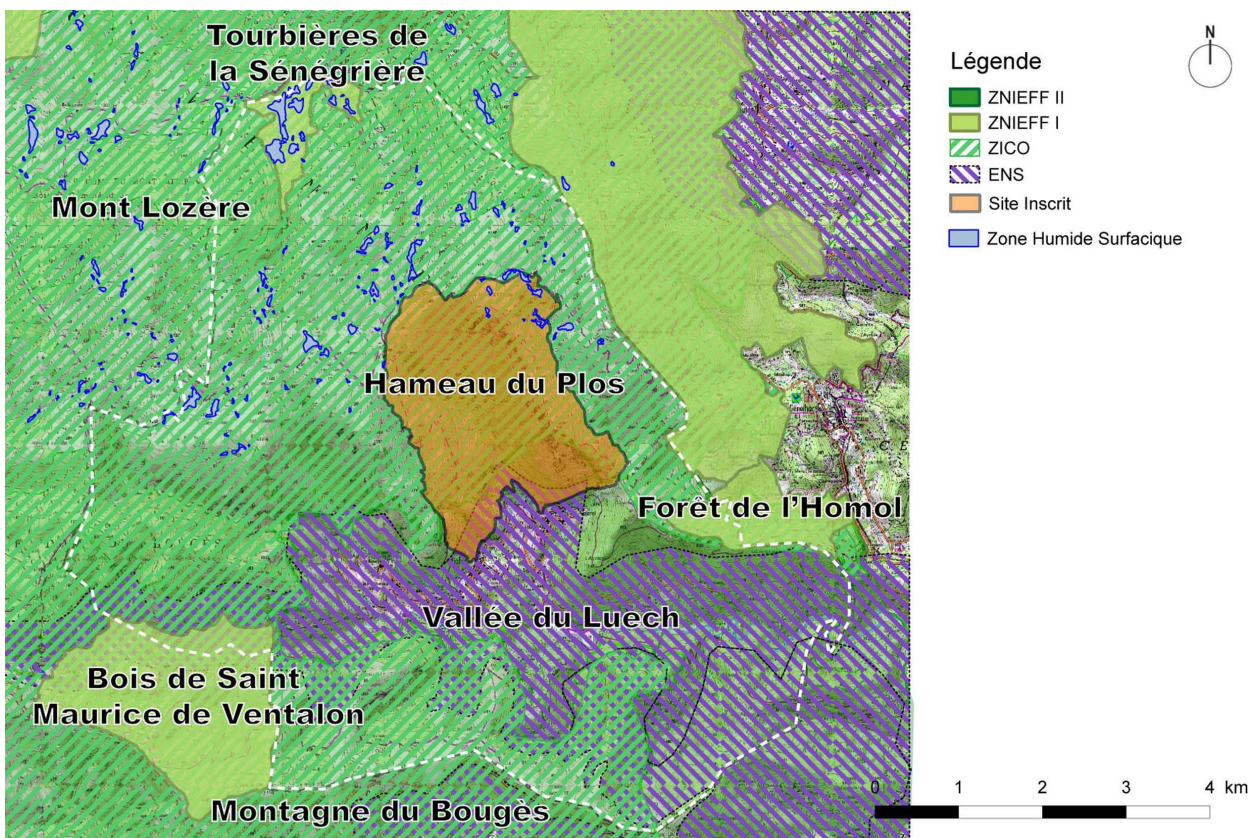 Tourbières de
la Sénégrière
Mont Lozère
Hameau du Plos
Forêt de l'Homol
Vallée du Luech
Bois de Saint
Maurice de Ventalon
Montagne du Bougès
N
Légende
ZNIEFF II
ZNIEFF I
ZICO
ENS
Site Inscrit
Zone Humide Surfacique
0 1 2 3 4 km